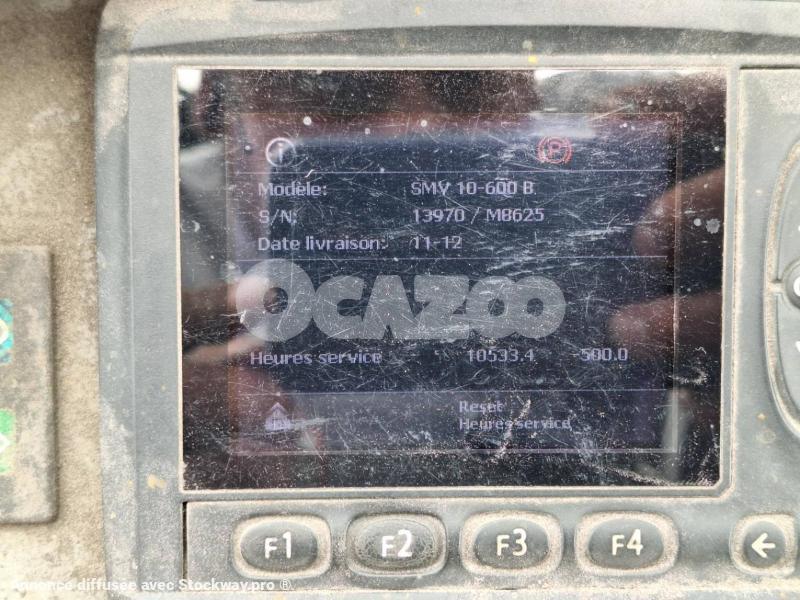 Modèle: SMV 10-600 B
S/N: 13970 / M8625
Date livraison: 11-12
OCAZOO
Heures service 10533.4 -500.0
Reset
Heures service
F1 F2 F3 F4
Annonce diffusée avec Stockway.pro ®